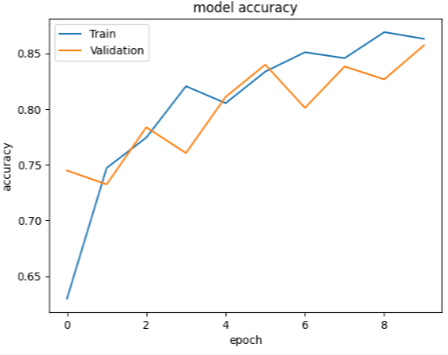 model accuracy
Train
Validation
accuracy
0.85
0.80
0.75
0.70
0.65
0 2 4 6 8
epoch